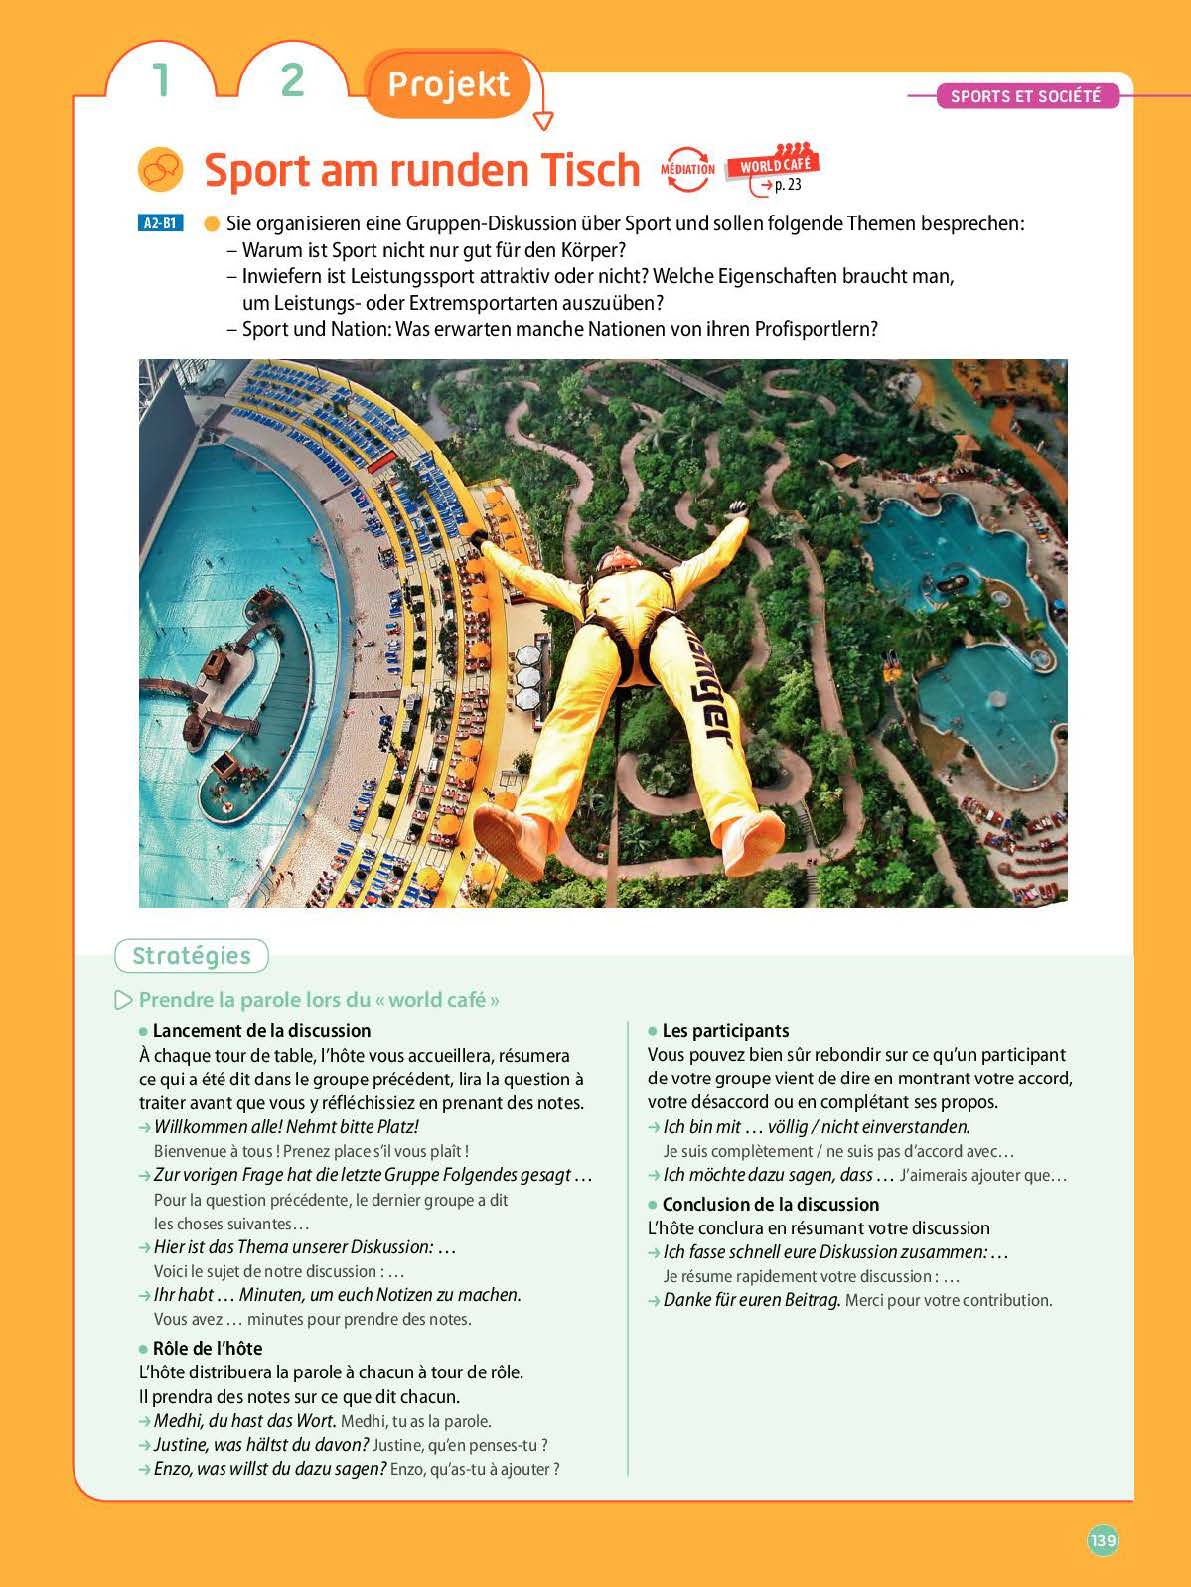 1
2
Projekt
SPORTS ET SOCIÉTÉ
Sport am runden Tisch
MÉDIATION
WORLD CAFÉ
→ p. 23
A2-B1
Sie organisieren eine Gruppen-Diskussion über Sport und sollen folgende Themen besprechen:
– Warum ist Sport nicht nur gut für den Körper?
– Inwiefern ist Leistungssport attraktiv oder nicht? Welche Eigenschaften braucht man,
um Leistungs- oder Extremsportarten auszuüben?
– Sport und Nation: Was erwarten manche Nationen von ihren Profisportlern?
Stratégies
Prendre la parole lors du « world café »
• Lancement de la discussion
À chaque tour de table, l'hôte vous accueillera, résumera
ce qui a été dit dans le groupe précédent, lira la question à
traiter avant que vous y réfléchissiez en prenant des notes.
→ Willkommen alle! Nehmt bitte Platz!
Bienvenue à tous ! Prenez place s'il vous plaît !
→ Zur vorigen Frage hat die letzte Gruppe Folgendes gesagt …
Pour la question précédente, le dernier groupe a dit
les choses suivantes…
→ Hier ist das Thema unserer Diskussion: …
Voici le sujet de notre discussion : …
→ Ihr habt … Minuten, um euch Notizen zu machen.
Vous avez… minutes pour prendre des notes.
• Rôle de l'hôte
L'hôte distribuera la parole à chacun à tour de rôle.
Il prendra des notes sur ce que dit chacun.
→ Medhi, du hast das Wort. Medhi, tu as la parole.
→ Justine, was hältst du davon? Justine, qu'en penses-tu ?
→ Enzo, was willst du dazu sagen? Enzo, qu'as-tu à ajouter ?
• Les participants
Vous pouvez bien sûr rebondir sur ce qu'un participant
de votre groupe vient de dire en montrant votre accord,
votre désaccord ou en complétant ses propos.
→ Ich bin mit … völlig / nicht einverstanden.
Je suis complètement / ne suis pas d'accord avec…
→ Ich möchte dazu sagen, dass … J'aimerais ajouter que…
• Conclusion de la discussion
L'hôte conclura en résumant votre discussion
→ Ich fasse schnell eure Diskussion zusammen: …
Je résume rapidement votre discussion : …
→ Danke für euren Beitrag. Merci pour votre contribution.
139